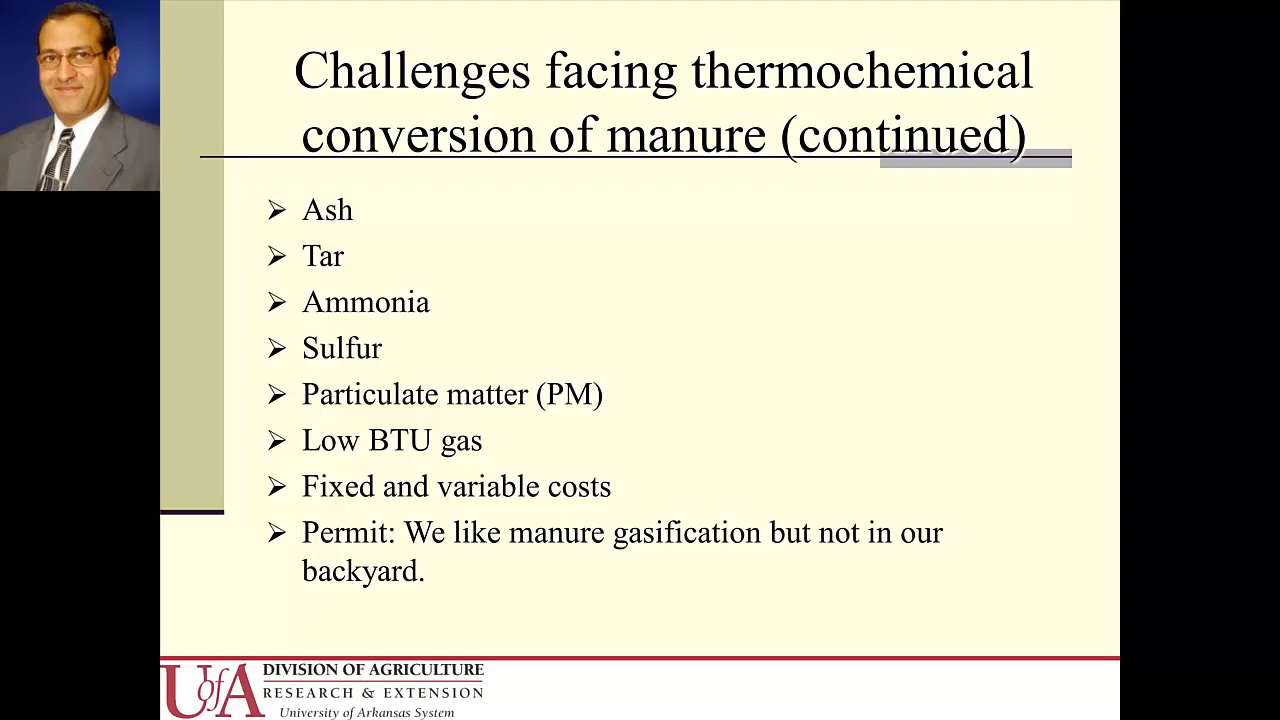 Challenges facing thermochemical
conversion of manure (continued)
Ash
Tar
Ammonia
Sulfur
Particulate matter (PM)
Low BTU gas
Fixed and variable costs
Permit: We like manure gasification but not in our
backyard.
UofA
DIVISION OF AGRICULTURE
RESEARCH & EXTENSION
University of Arkansas System